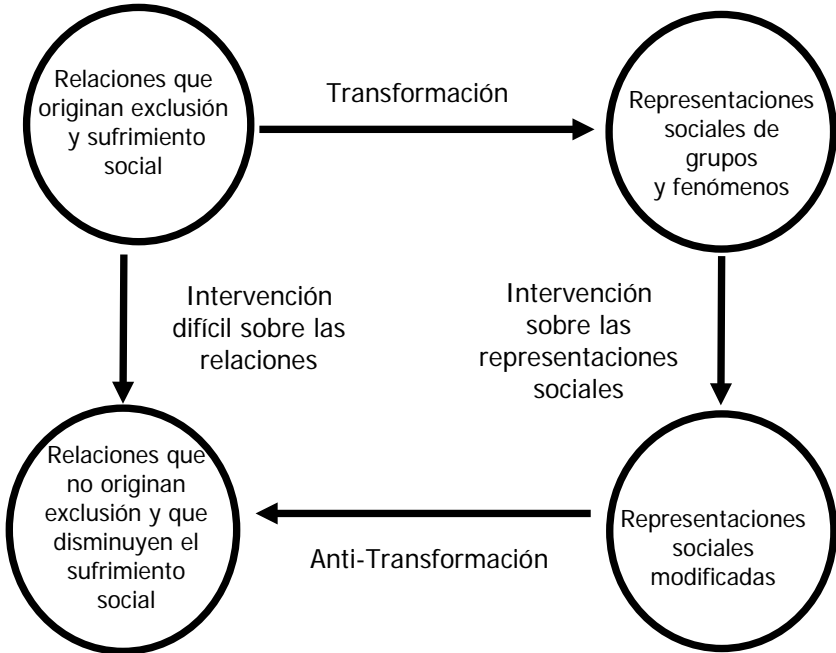 Relaciones que
originan exclusión
y sufrimiento
social
Transformación
Representaciones
sociales de
grupos
y fenómenos
Intervención
difícil sobre las
relaciones
Intervención
sobre las
representaciones
sociales
Relaciones que
no originan
exclusión y que
disminuyen el
sufrimiento
social
Anti-Transformación
Representaciones
sociales
modificadas